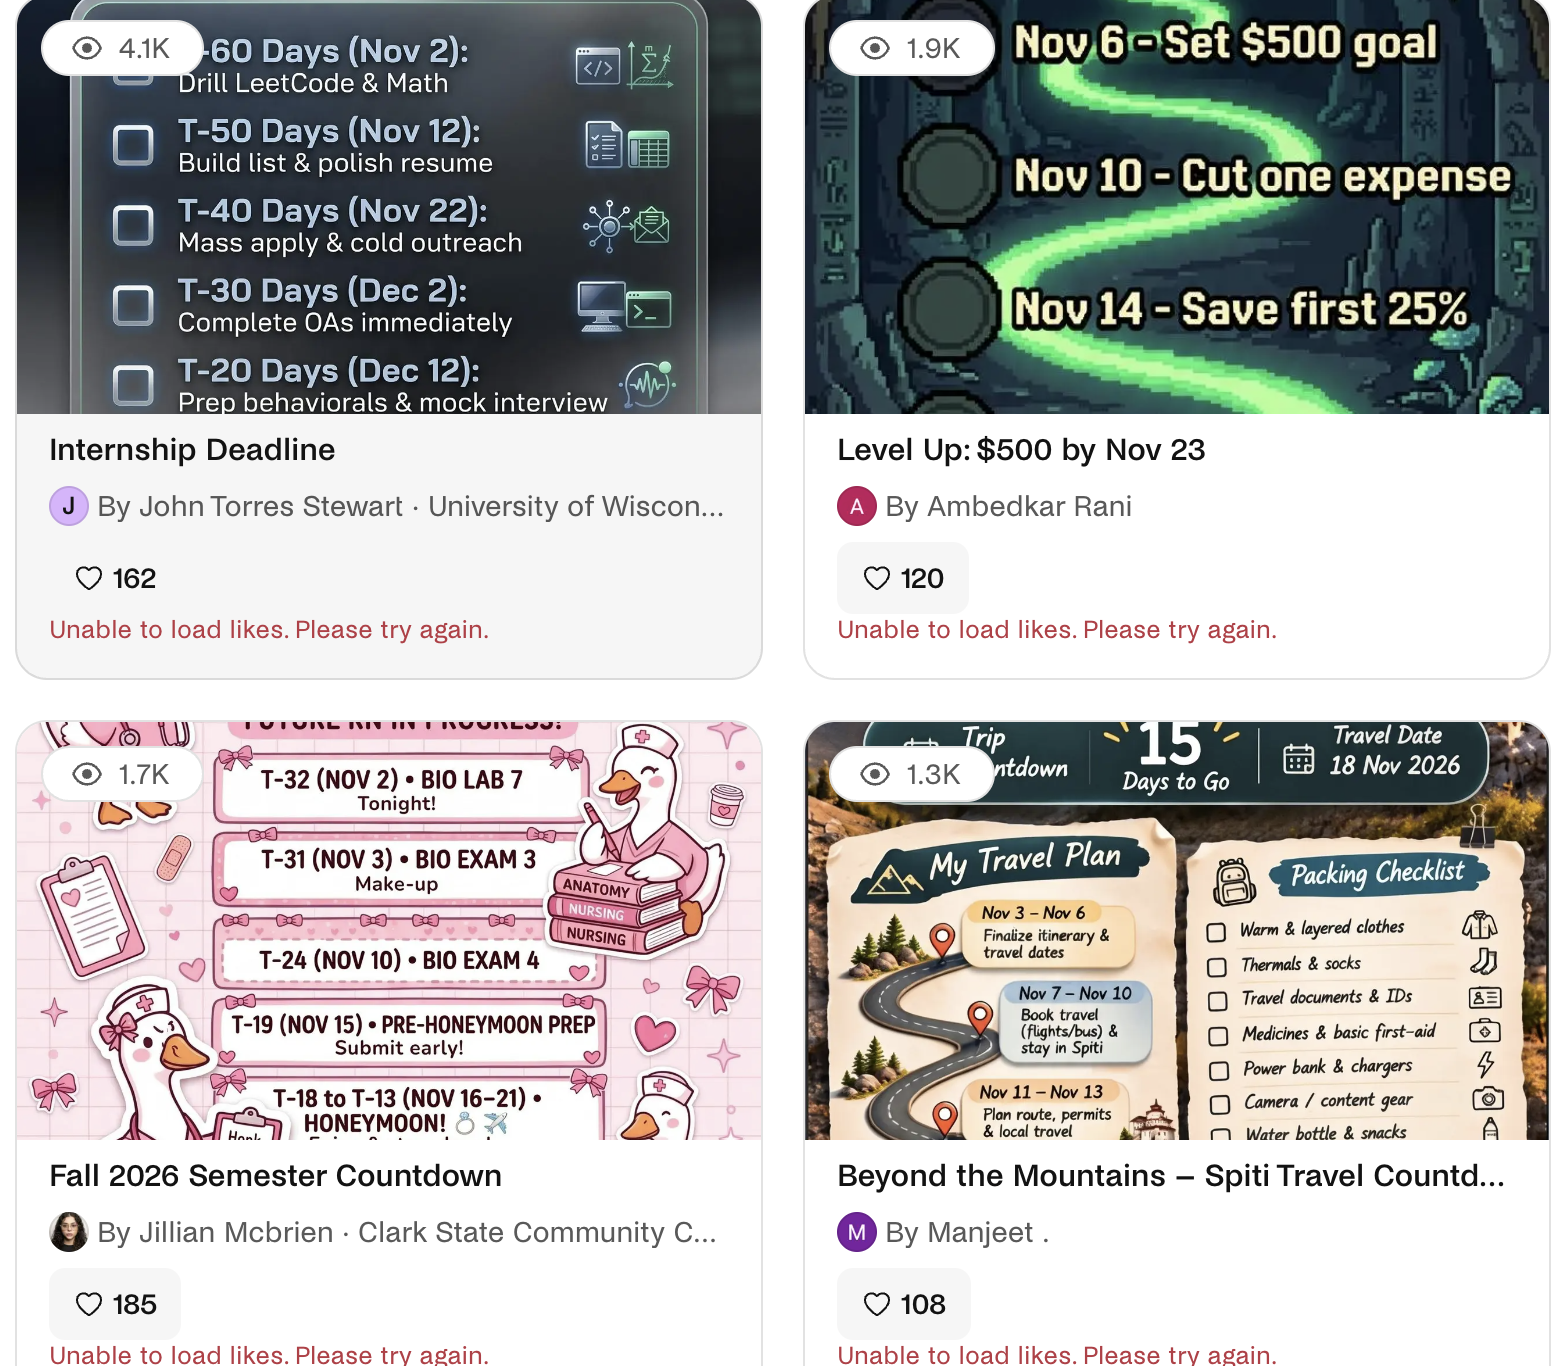 4.1K
-60 Days (Nov 2):
Drill LeetCode & Math
T-50 Days (Nov 12):
Build list & polish resume
T-40 Days (Nov 22):
Mass apply & cold outreach
T-30 Days (Dec 2):
Complete OAs immediately
T-20 Days (Dec 12):
Prep behaviorals & mock interview
Internship Deadline
J By John Torres Stewart · University of Wiscon...
162
Unable to load likes. Please try again.
1.9K
Nov 6 - Set $500 goal
Nov 10 - Cut one expense
Nov 14 - Save first 25%
Level Up: $500 by Nov 23
A By Ambedkar Rani
120
Unable to load likes. Please try again.
FUTURE RN IN PROGRESS!
1.7K
T-32 (NOV 2) • BIO LAB 7
Tonight!
T-31 (NOV 3) • BIO EXAM 3
Make-up
ANATOMY
NURSING
NURSING
T-24 (NOV 10) • BIO EXAM 4
T-19 (NOV 15) • PRE-HONEYMOON PREP
Submit early!
T-18 to T-13 (NOV 16-21) •
HONEYMOON! 💍 ✈️
Honk
Fall 2026 Semester Countdown
By Jillian Mcbrien · Clark State Community C...
185
Unable to load likes. Please try again.
1.3K
Trip
ntdown
15
Days to Go
Travel Date
18 Nov 2026
My Travel Plan
Nov 3 – Nov 6
Finalize itinerary &
travel dates
Nov 7 – Nov 10
Book travel
(flights/bus) &
stay in Spiti
Nov 11 – Nov 13
Plan route, permits
& local travel
Packing Checklist
Warm & layered clothes
Thermals & socks
Travel documents & IDs
Medicines & basic first-aid
Power bank & chargers
Camera / content gear
Water bottle & snacks
Beyond the Mountains – Spiti Travel Countd...
M By Manjeet .
108
Unable to load likes. Please try again.